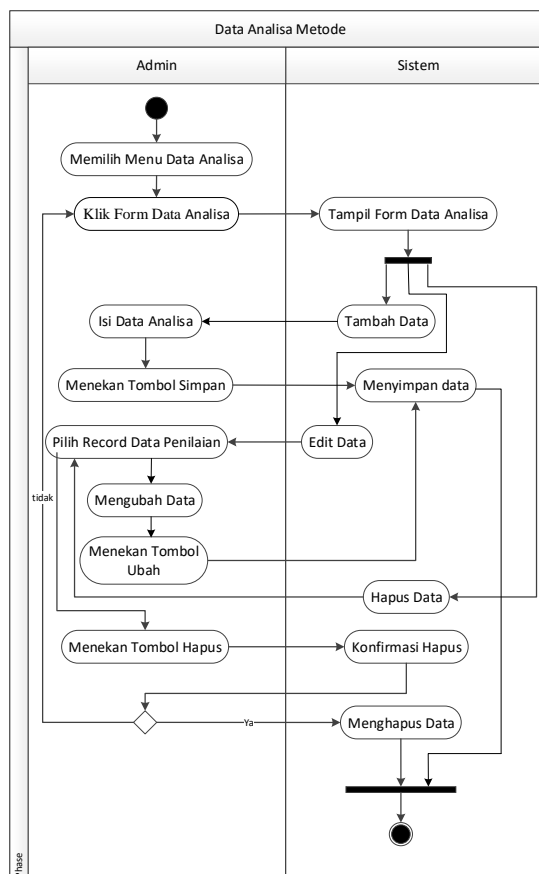 Data Analisa Metode
Admin
Sistem
Memilih Menu Data Analisa
Klik Form Data Analisa
Tampil Form Data Analisa
Isi Data Analisa
Tambah Data
Menekan Tombol Simpan
Menyimpan data
Pilih Record Data Penilaian
Edit Data
tidak
Mengubah Data
Menekan Tombol
Ubah
Hapus Data
Menekan Tombol Hapus
Konfirmasi Hapus
Ya
Menghapus Data
Phase